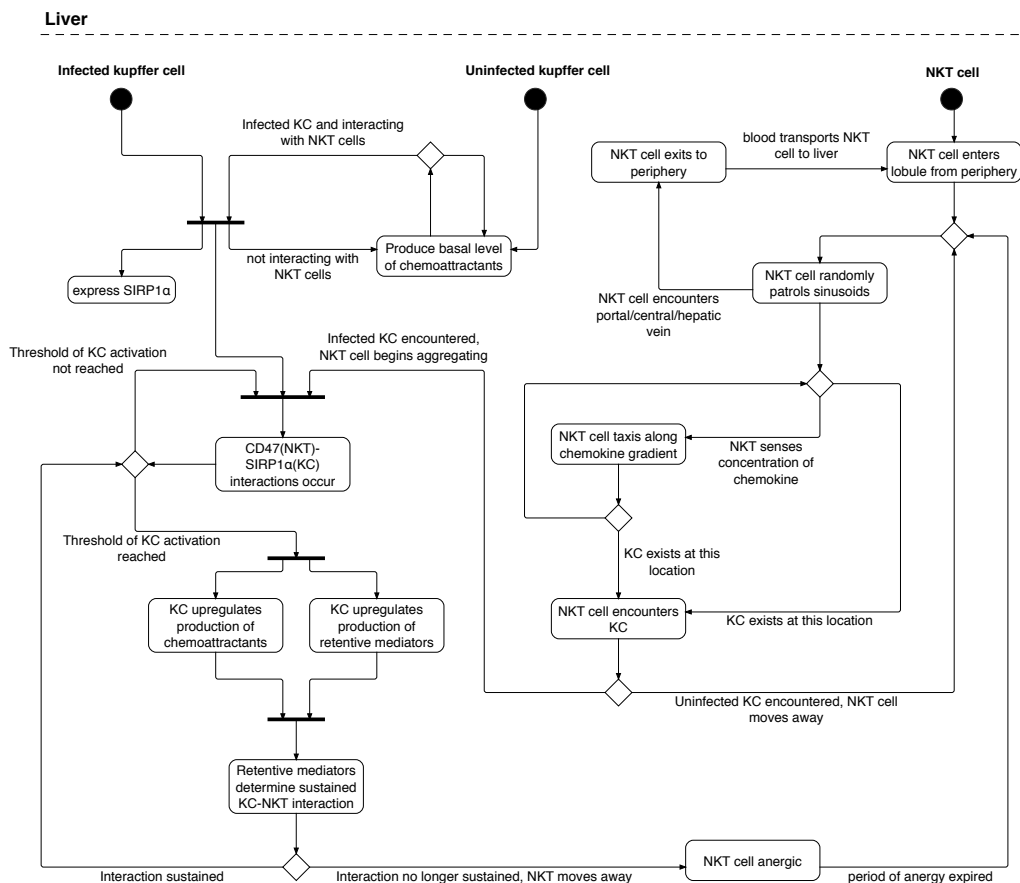 Liver
Infected kupffer cell
Uninfected kupffer cell
NKT cell
Infected KC and interacting
with NKT cells
NKT cell exits to
periphery
blood transports NKT
cell to liver
NKT cell enters
lobule from periphery
not interacting with
NKT cells
Produce basal level
of chemoattractants
express SIRP1α
NKT cell randomly
patrols sinusoids
NKT cell encounters
portal/central/hepatic
vein
Threshold of KC activation
not reached
Infected KC encountered,
NKT cell begins aggregating
CD47(NKT)-
SIRP1α(KC)
interactions occur
NKT cell taxis along
chemokine gradient
NKT senses
concentration of
chemokine
Threshold of KC activation
reached
KC exists at this
location
KC upregulates
production of
chemoattractants
KC upregulates
production of
retentive mediators
NKT cell encounters
KC
KC exists at this location
Uninfected KC encountered, NKT cell
moves away
Retentive mediators
determine sustained
KC-NKT interaction
NKT cell anergic
Interaction sustained
Interaction no longer sustained, NKT moves away
period of anergy expired